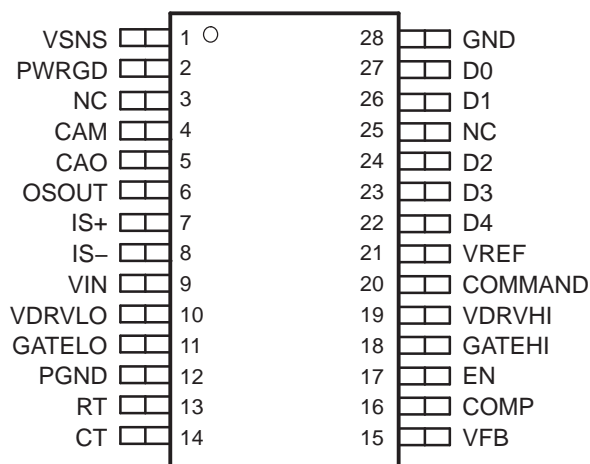 VSNS 1 28 GND
PWRGD 2 27 D0
NC 3 26 D1
CAM 4 25 NC
CAO 5 24 D2
OSOUT 6 23 D3
IS+ 7 22 D4
IS− 8 21 VREF
VIN 9 20 COMMAND
VDRVLO 10 19 VDRVHI
GATELO 11 18 GATEHI
PGND 12 17 EN
RT 13 16 COMP
CT 14 15 VFB